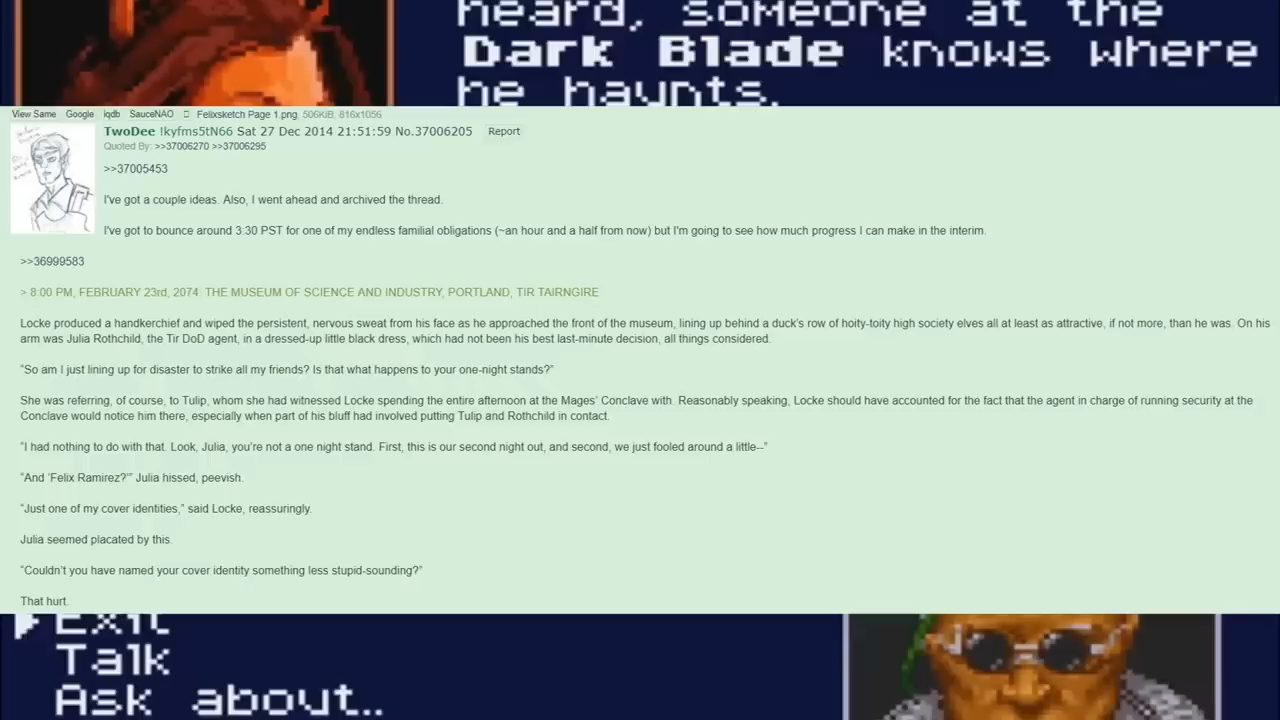 heard, someone at the
Dark Blade knows where
he haunts.
View Same Google iqdb SauceNAO Felixsketch Page 1.png, 506KiB, 816x1056
TwoDee !kyfms5tN66 Sat 27 Dec 2014 21:51:59 No.37006205 Report
Quoted By: >>37006270 >>37006295
>>37005453
I've got a couple ideas. Also, I went ahead and archived the thread.
I've got to bounce around 3:30 PST for one of my endless familial obligations (~an hour and a half from now) but I'm going to see how much progress I can make in the interim.
>>36999583
> 8:00 PM, FEBRUARY 23rd, 2074: THE MUSEUM OF SCIENCE AND INDUSTRY, PORTLAND, TIR TAIRNGIRE
Locke produced a handkerchief and wiped the persistent, nervous sweat from his face as he approached the front of the museum, lining up behind a duck's row of hoity-toity high society elves all at least as attractive, if not more, than he was. On his
arm was Julia Rothchild, the Tir DoD agent, in a dressed-up little black dress, which had not been his best last-minute decision, all things considered.
“So am I just lining up for disaster to strike all my friends? Is that what happens to your one-night stands?”
She was referring, of course, to Tulip, whom she had witnessed Locke spending the entire afternoon at the Mages’ Conclave with. Reasonably speaking, Locke should have accounted for the fact that the agent in charge of running security at the
Conclave would notice him there, especially when part of his bluff had involved putting Tulip and Rothchild in contact.
“I had nothing to do with that. Look, Julia, you’re not a one night stand. First, this is our second night out, and second, we just fooled around a little--”
“And ‘Felix Ramirez?’” Julia hissed, peevish.
“Just one of my cover identities,” said Locke, reassuringly.
Julia seemed placated by this.
“Couldn’t you have named your cover identity something less stupid-sounding?”
That hurt.
Exit
Talk
Ask about..